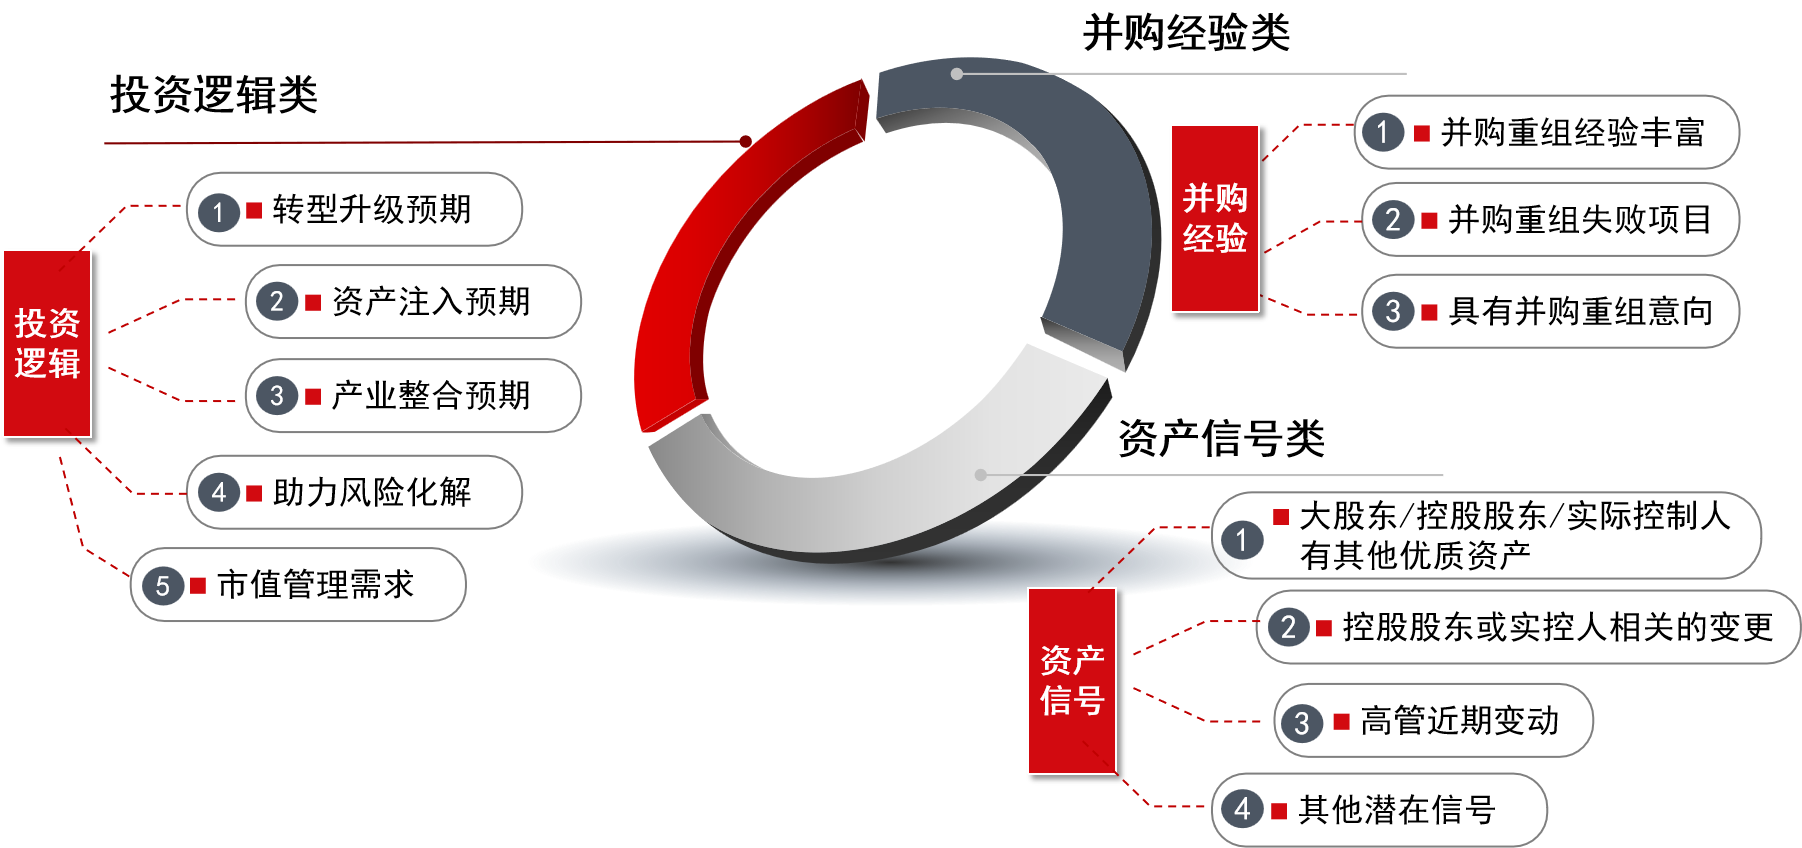 投资逻辑类
投资
逻辑
1 转型升级预期
2 资产注入预期
3 产业整合预期
4 助力风险化解
5 市值管理需求
并购经验类
并购
经验
1 并购重组经验丰富
2 并购重组失败项目
3 具有并购重组意向
资产信号类
资产
信号
1 大股东/控股股东/实际控制人
有其他优质资产
2 控股股东或实控人相关的变更
3 高管近期变动
4 其他潜在信号